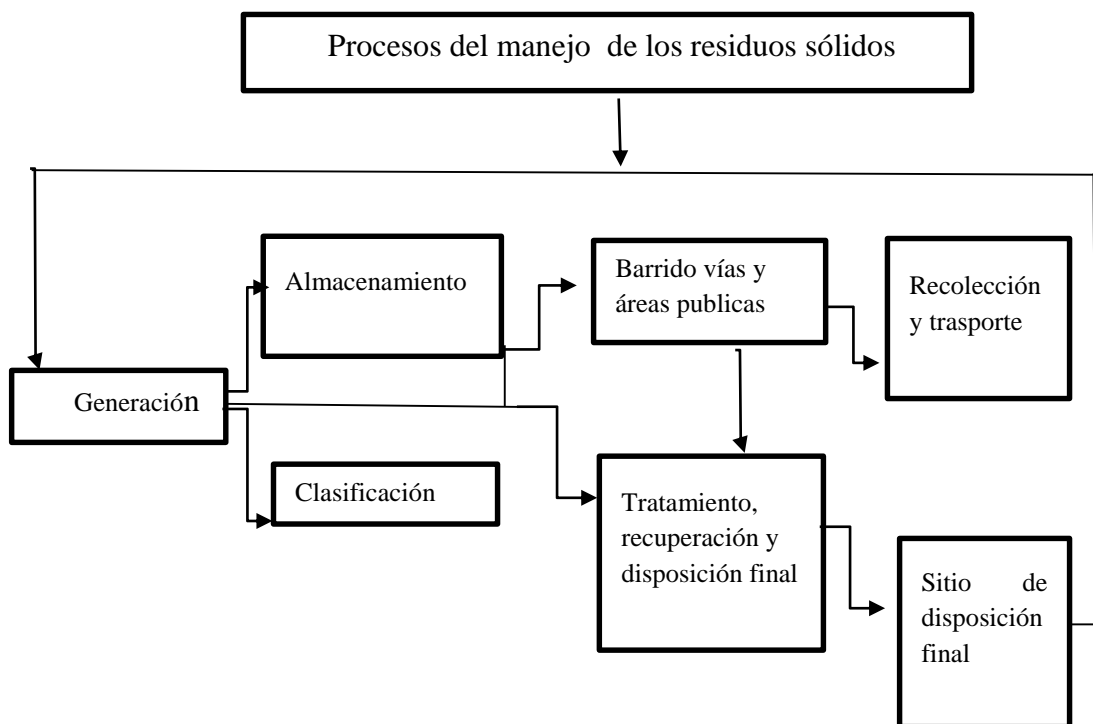 Procesos del manejo de los residuos sólidos
Almacenamiento
Barrido vías y
áreas publicas
Recolección
y trasporte
Generación
Clasificación
Tratamiento,
recuperación y
disposición final
Sitio de
disposición
final